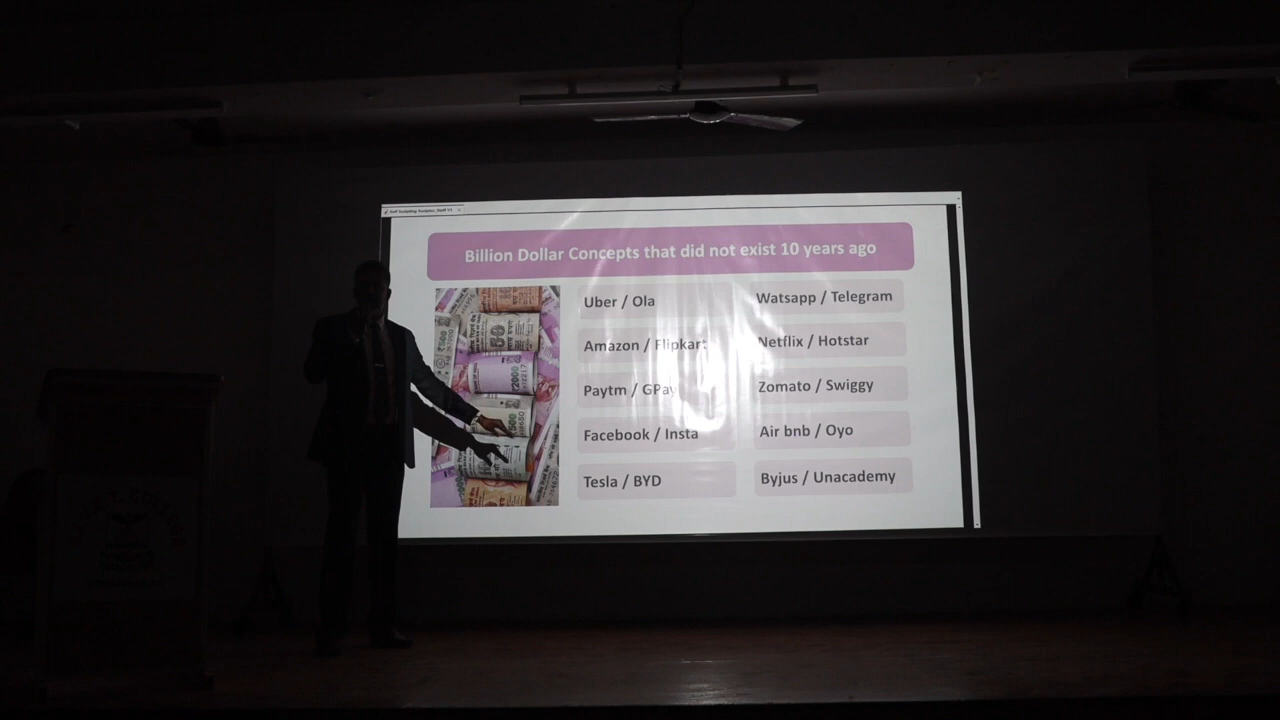 Billion Dollar Concepts that did not exist 10 years ago
Uber / Ola
Watsapp / Telegram
Amazon / Flipkart
Netflix / Hotstar
Paytm / GPay
Zomato / Swiggy
Facebook / Insta
Air bnb / Oyo
Tesla / BYD
Byjus / Unacademy